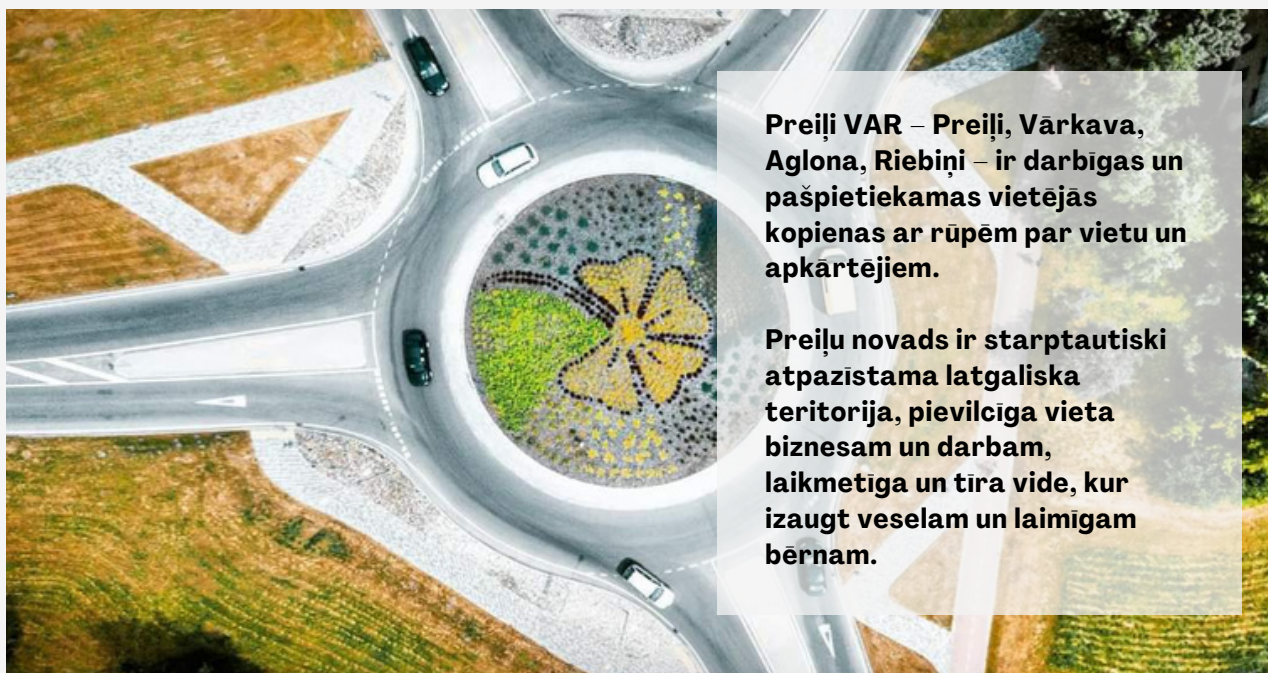 Preiļi VAR – Preiļi, Vārkava,
Aglona, Riebiņi – ir darbīgas un
pašpietiekamas vietējās
kopienas ar rūpēm par vietu un
apkārtējiem.
Preiļu novads ir starptautiski
atpazīstama latgaliska
teritorija, pievilcīga vieta
biznesam un darbam,
laikmetīga un tīra vide, kur
izaugt veselam un laimīgam
bērnam.